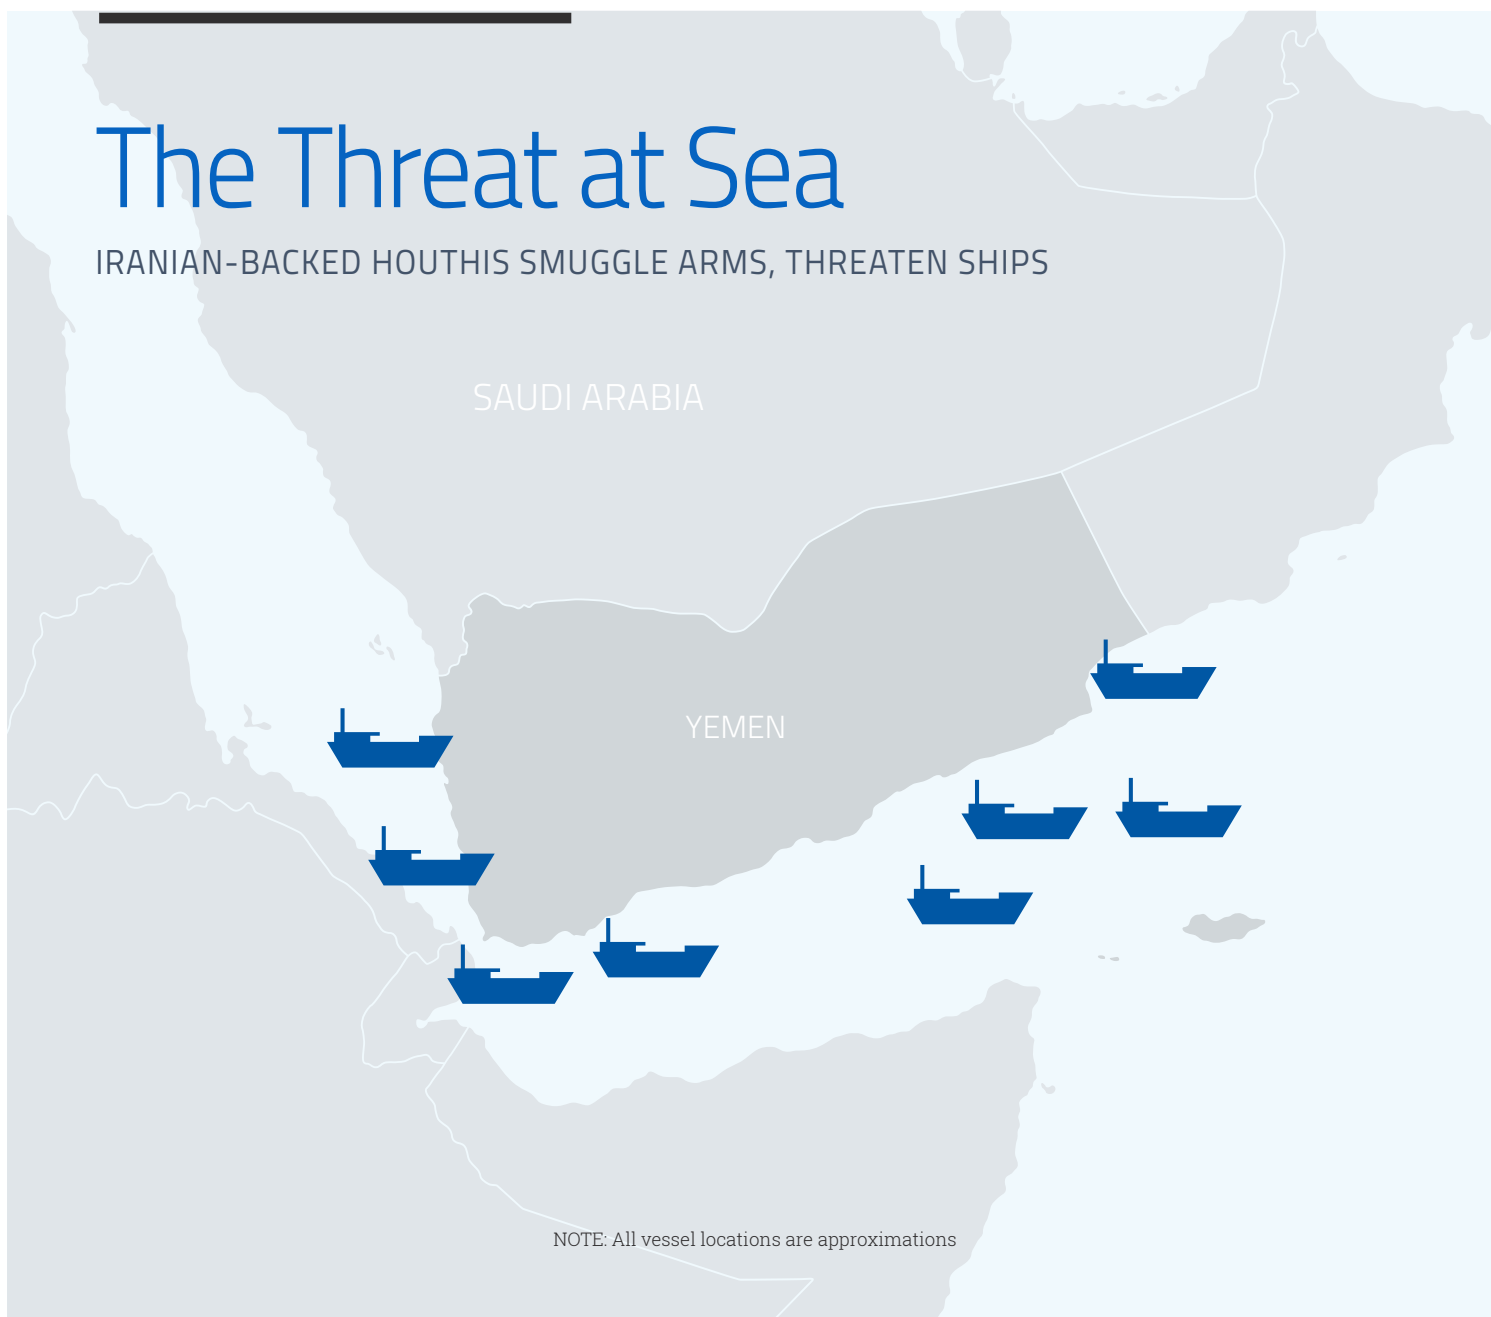 The Threat at Sea
IRANIAN-BACKED HOUTHIS SMUGGLE ARMS, THREATEN SHIPS
SAUDI ARABIA
YEMEN
NOTE: All vessel locations are approximations